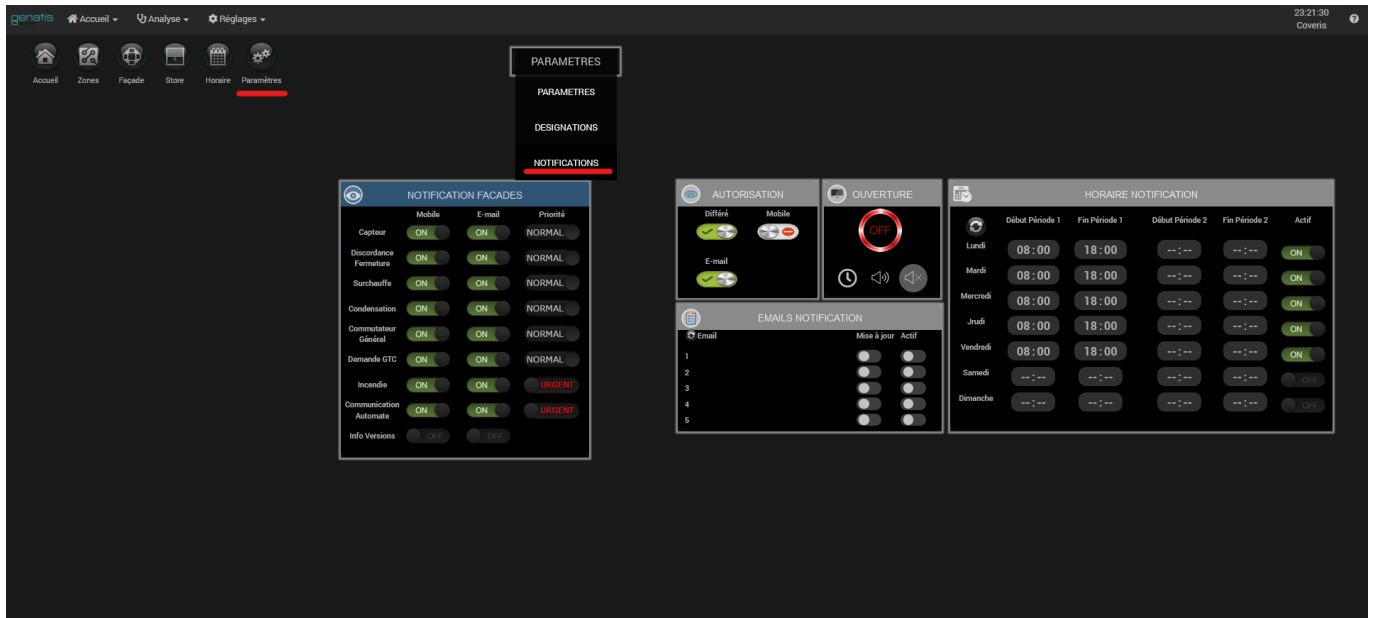 genatis Accueil Analyse Réglages 23:21:30
Coveris
Accueil Zones Façade Store Horaire Paramètres
PARAMETRES
PARAMETRES
DESIGNATIONS
NOTIFICATIONS
NOTIFICATION FACADES
Mobile E-mail Priorité
Capteur ON ON NORMAL
Discordance
Fermeture ON ON NORMAL
Surchauffe ON ON NORMAL
Condensation ON ON NORMAL
Commutateur
Général ON ON NORMAL
Demande GTC ON ON NORMAL
Incendie ON ON URGENT
Communication
Automate ON ON URGENT
Info Versions OFF OFF
AUTORISATION
Différé Mobile
E-mail
OUVERTURE
OFF
EMAILS NOTIFICATION
Email Mise à jour Actif
1
2
3
4
5
HORAIRE NOTIFICATION
Début Période 1 Fin Période 1 Début Période 2 Fin Période 2 Actif
Lundi 08:00 18:00 --:-- --:-- ON
Mardi 08:00 18:00 --:-- --:-- ON
Mercredi 08:00 18:00 --:-- --:-- ON
Jrudi 08:00 18:00 --:-- --:-- ON
Vendredi 08:00 18:00 --:-- --:-- ON
Samedi --:-- --:-- --:-- --:-- OFF
Dimanche --:-- --:-- --:-- --:-- OFF